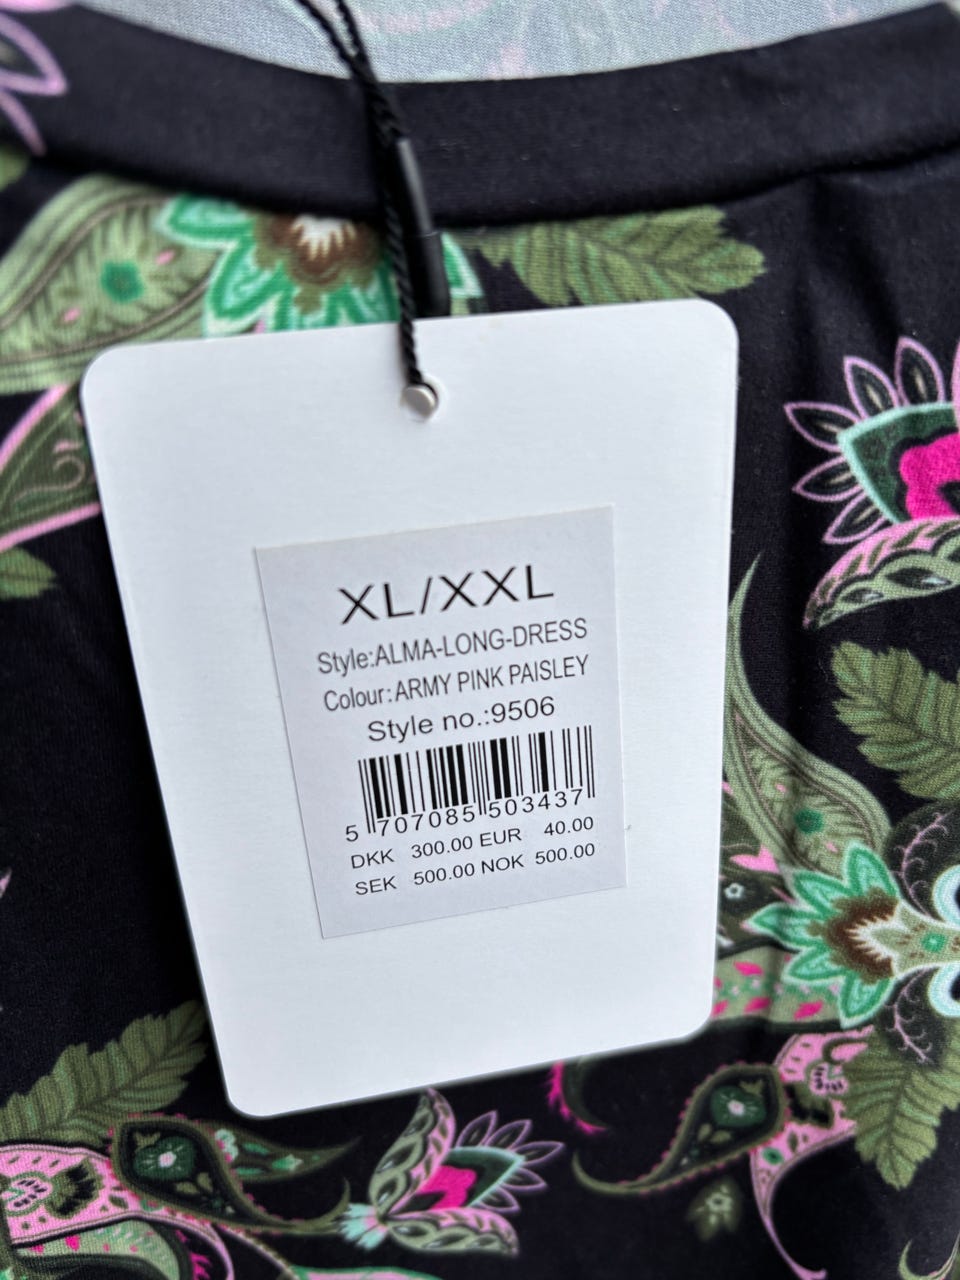 XL/XXL
Style:ALMA-LONG-DRESS
Colour:ARMY PINK PAISLEY
Style no.:9506
5 707085 503437
DKK 300.00 EUR 40.00
SEK 500.00 NOK 500.00